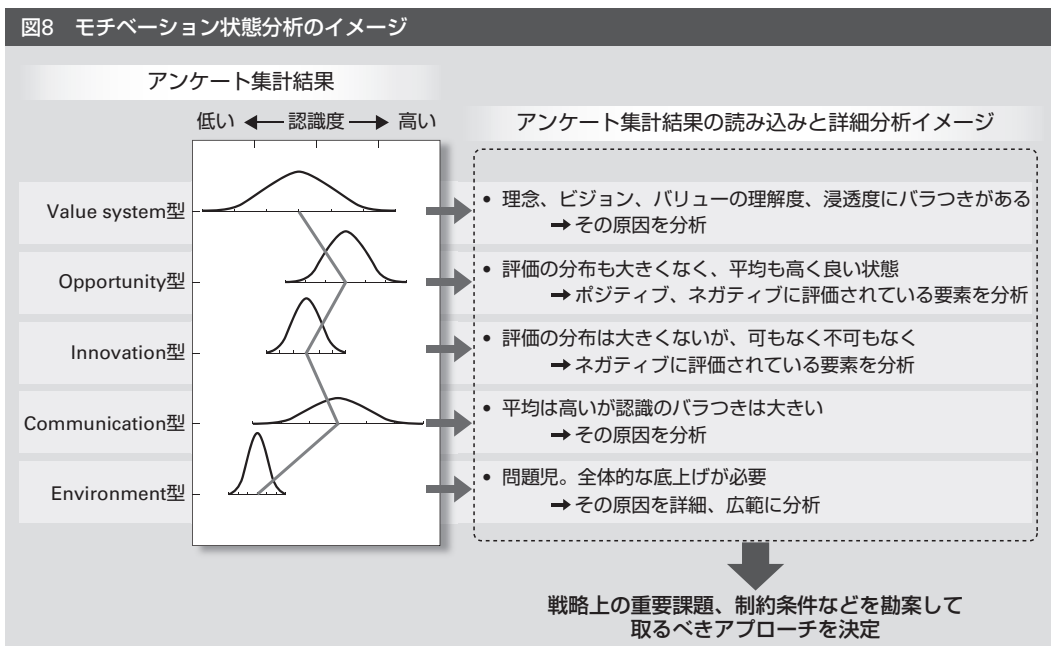 図8 モチベーション状態分析のイメージ
アンケート集計結果
低い ← 認識度 → 高い
アンケート集計結果の読み込みと詳細分析イメージ
Value system型
• 理念、ビジョン、バリューの理解度、浸透度にバラつきがある
➡ その原因を分析
Opportunity型
• 評価の分布も大きくなく、平均も高く良い状態
➡ ポジティブ、ネガティブに評価されている要素を分析
Innovation型
• 評価の分布は大きくないが、可もなく不可もなく
➡ ネガティブに評価されている要素を分析
Communication型
• 平均は高いが認識のバラつきは大きい
➡ その原因を分析
Environment型
• 問題児。全体的な底上げが必要
➡ その原因を詳細、広範に分析
戦略上の重要課題、制約条件などを勘案して
取るべきアプローチを決定